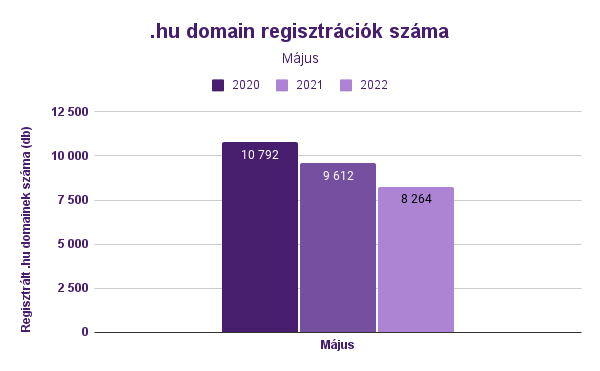 .hu domain regisztrációk száma
Május
2020 2021 2022
Regisztrált .hu domainek száma (db)
12 500
10 000
7 500
5 000
2 500
0
10 792
9 612
8 264
Május